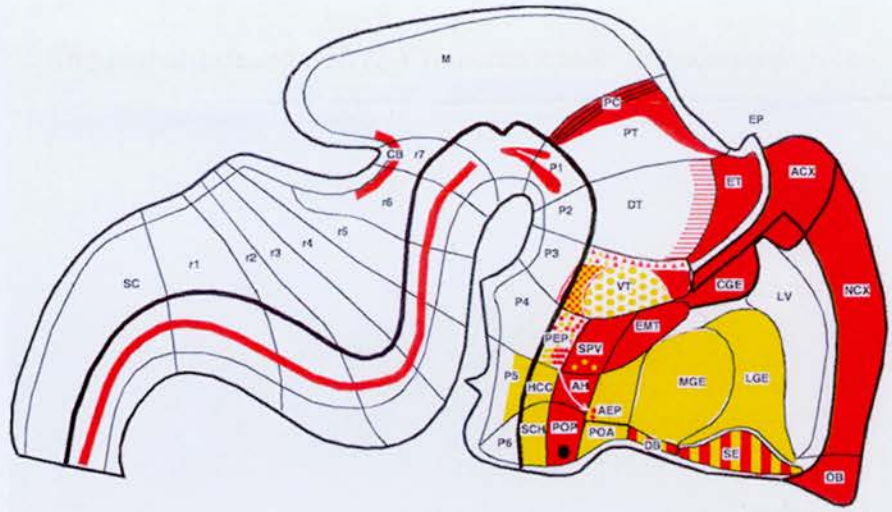 M
PC
EP
PT
CB
r7
P1
ET
ACX
r6
P2
DT
r5
P3
SC
r1
r2
r3
r4
VT
CGE
LV
NCX
P4
EMT
PEP
SPV
P5
HCC
AH
MGE
LGE
AEP
P6
SCH
POP
POA
DB
SE
OB